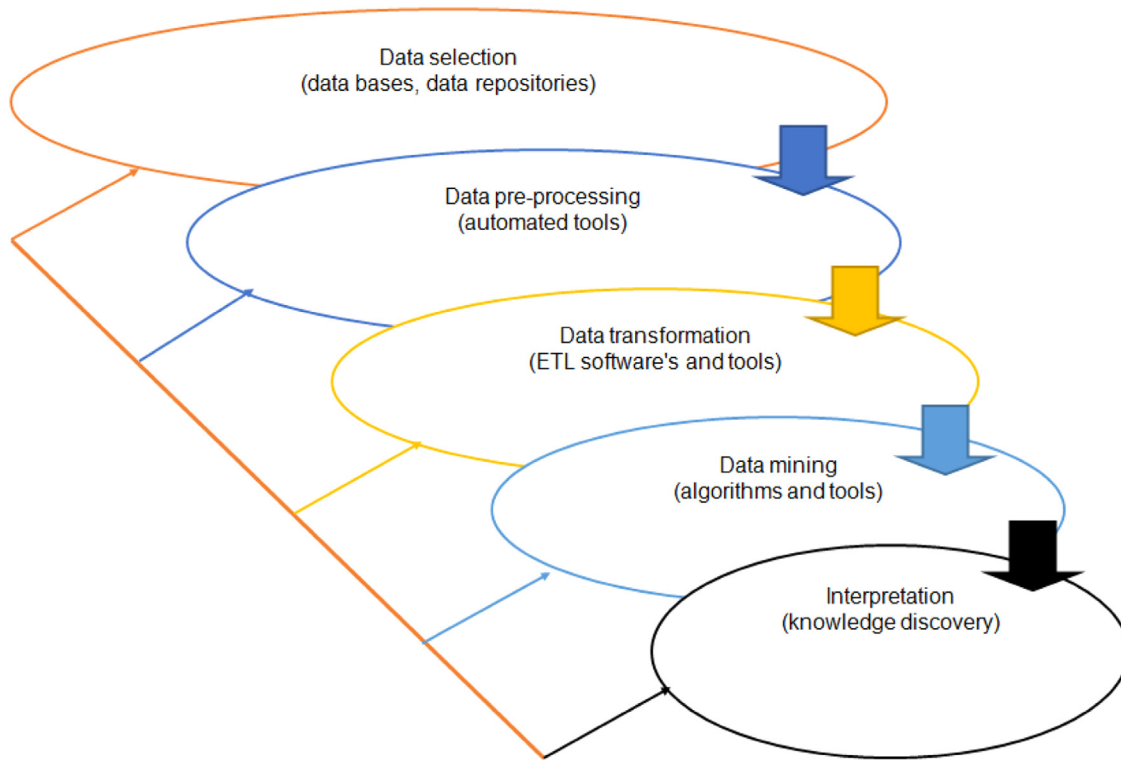 Data selection
(data bases, data repositories)
Data pre-processing
(automated tools)
Data transformation
(ETL software's and tools)
Data mining
(algorithms and tools)
Interpretation
(knowledge discovery)